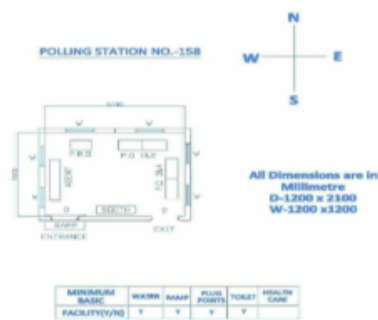 N
POLLING STATION NO.-158
W E
S
W W
P.O
W W
AGENT
All Dimensions are in
Millimetre
D-1200 x 2100
W-1200 x1200
W W
D D
RAMP
ENTRANCE EXIT
MINIMUM BASIC WATER RAMP PLUG POINTS TOILET HEALTH CARE
FACILITY(Y/N) Y Y Y Y